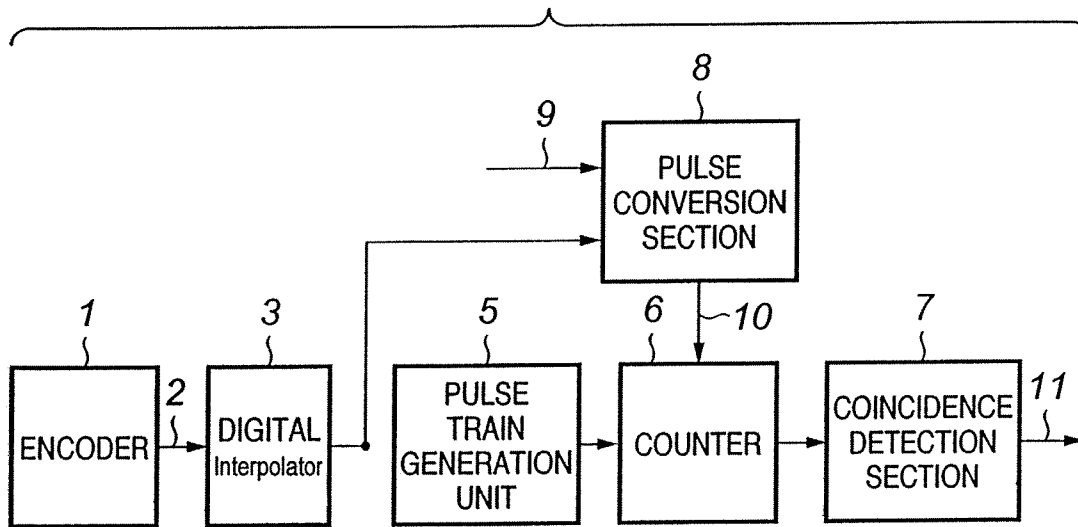 8
9
PULSE
CONVERSION
SECTION
1
3
5
6
10
7
2
11
ENCODER
DIGITAL
Interpolator
PULSE
TRAIN
GENERATION
UNIT
COUNTER
COINCIDENCE
DETECTION
SECTION